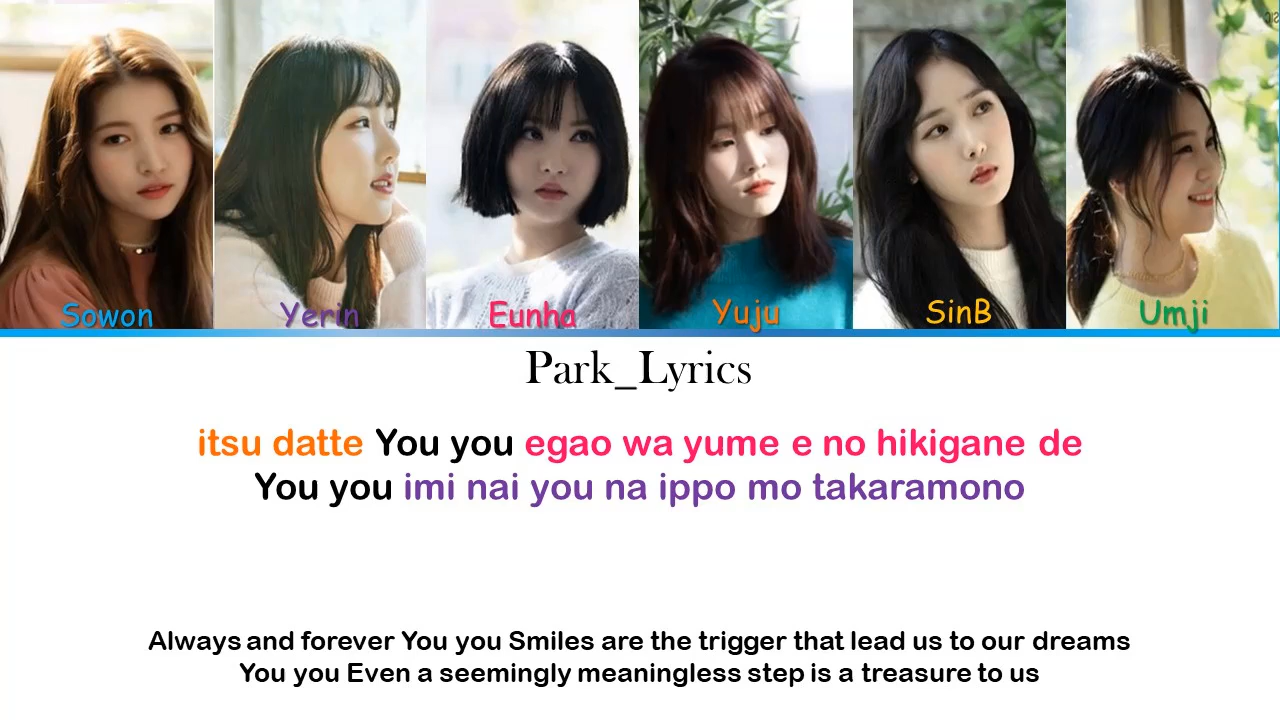 Sowon Yerin Eunha Yuju SinB Umji
Park_Lyrics
itsu datte You you egao wa yume e no hikigane de
You you imi nai you na ippo mo takaramono
Always and forever You you Smiles are the trigger that lead us to our dreams
You you Even a seemingly meaningless step is a treasure to us